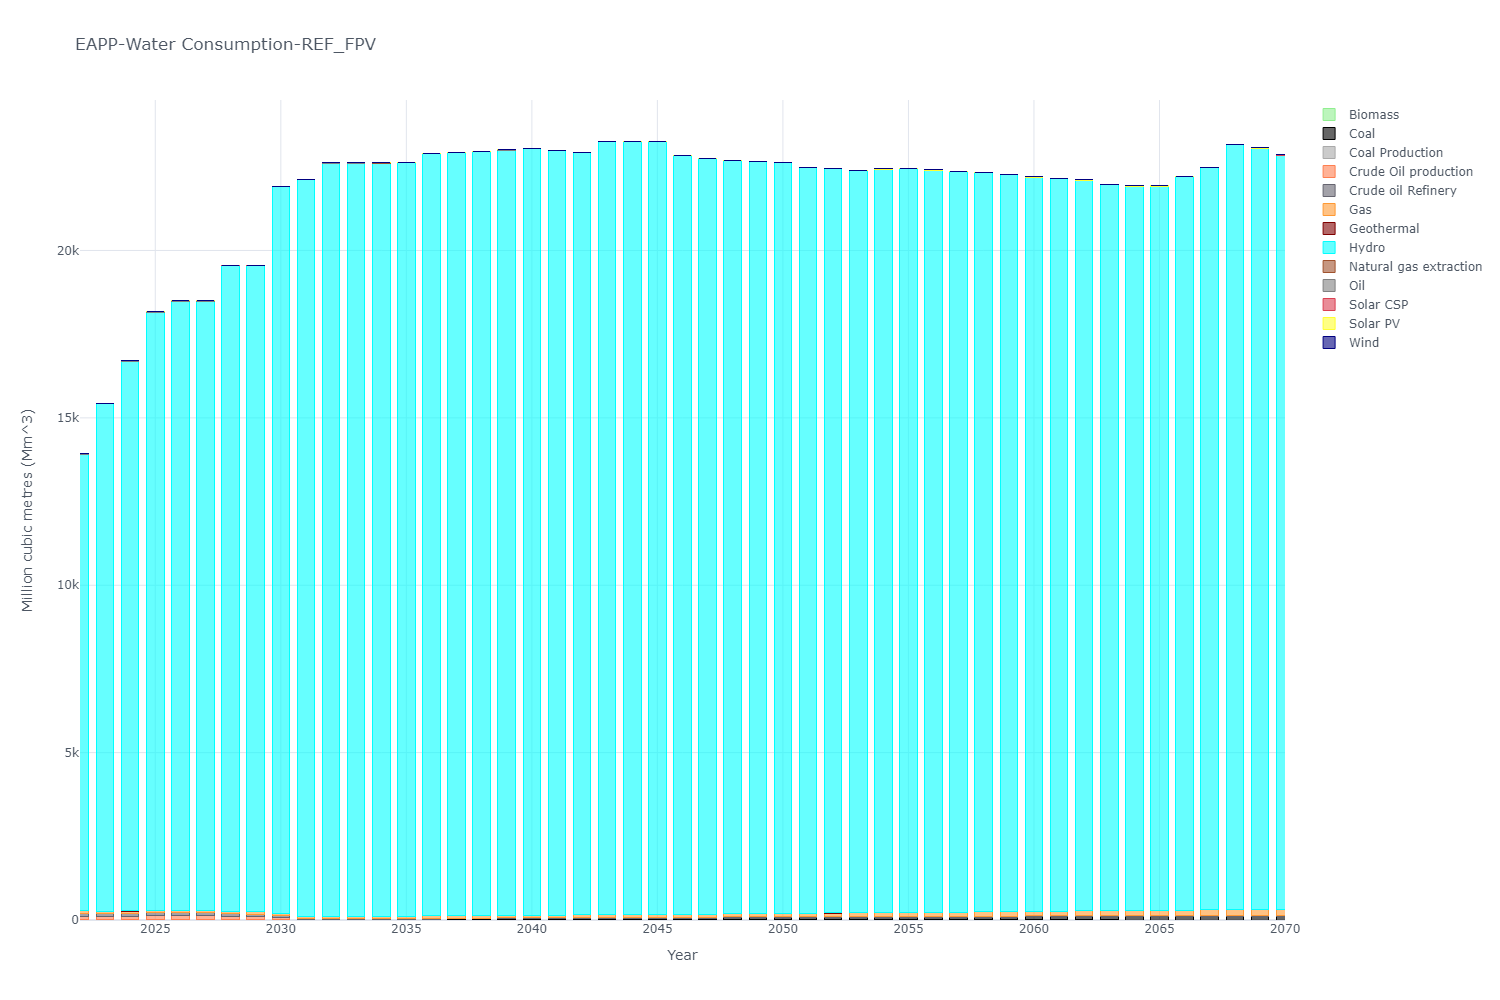 EAPP-Water Consumption-REF_FPV
Million cubic metres (Mm^3)
20k
15k
10k
5k
0
2025
2030
2035
2040
2045
2050
2055
2060
2065
2070
Year
Biomass
Coal
Coal Production
Crude Oil production
Crude oil Refinery
Gas
Geothermal
Hydro
Natural gas extraction
Oil
Solar CSP
Solar PV
Wind